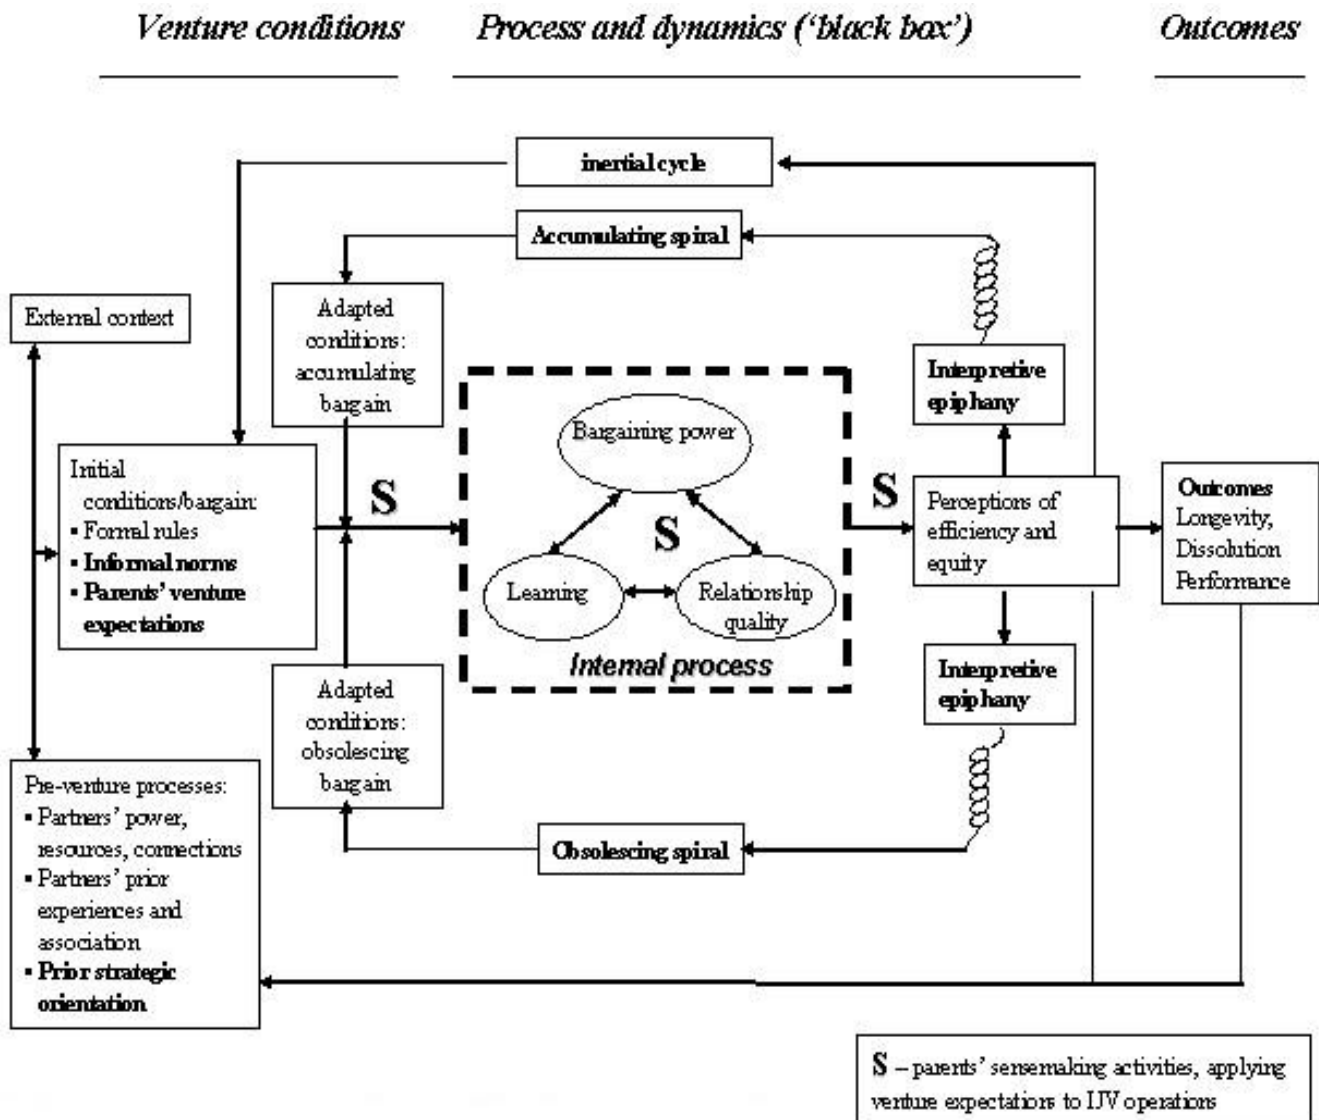 Venture conditions
Process and dynamics (‘black box’)
Outcomes
inertial cycle
Accumulating spiral
External context
Adapted
conditions:
accumulating
bargain
Interpretive
epiphany
Bargaining power
Initial
conditions/bargain:
▪ Formal rules
▪ Informal norms
▪ Parents’ venture
expectations
S
S
S
Learning
Relationship
quality
Internal process
Perceptions of
efficiency and
equity
Outcomes
Longevity,
Dissolution
Performance
Adapted
conditions:
obsolescing
bargain
Interpretive
epiphany
Pre-venture processes:
▪ Partners’ power,
resources, connections
▪ Partners’ prior
experiences and
association
▪ Prior strategic
orientation
Obsolescing spiral
S – parents’ sensemaking activities, applying
venture expectations to IJV operations